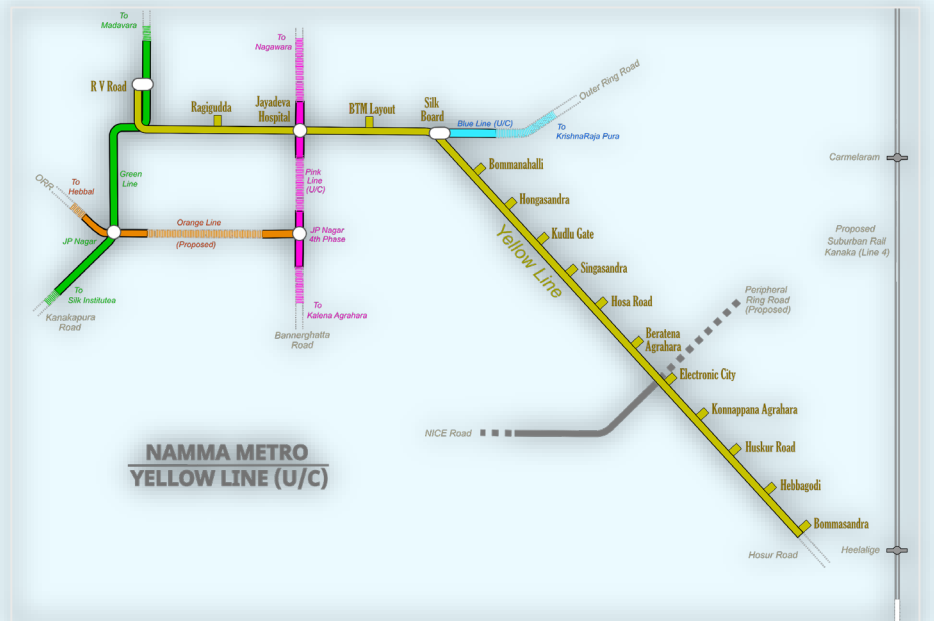 To
Madavara
To
Nagawara
R V Road
Ragigudda
Jayadeva
Hospital
BTM Layout
Silk
Board
Outer Ring Road
Blue Line (U/C)
To
KrishnaRaja Pura
Carmelaram
Bommanahalli
Green
Line
Pink
Line
(U/C)
ORR
To
Hebbal
Hongasandra
Orange Line
(Proposed)
JP Nagar
JP Nagar
4th Phase
Kudlu Gate
Yellow Line
Proposed
Suburban Rail
Kanaka (Line 4)
Singasandra
To
Silk Institutea
Hosa Road
Peripheral
Ring Road
(Proposed)
Kanakapura
Road
To
Kalena Agrahara
Bannerghatta
Road
Beratena
Agrahara
Electronic City
Konnappana Agrahara
NICE Road
Huskur Road
NAMMA METRO
YELLOW LINE (U/C)
Hebbagodi
Bommasandra
Hosur Road
Heelalige